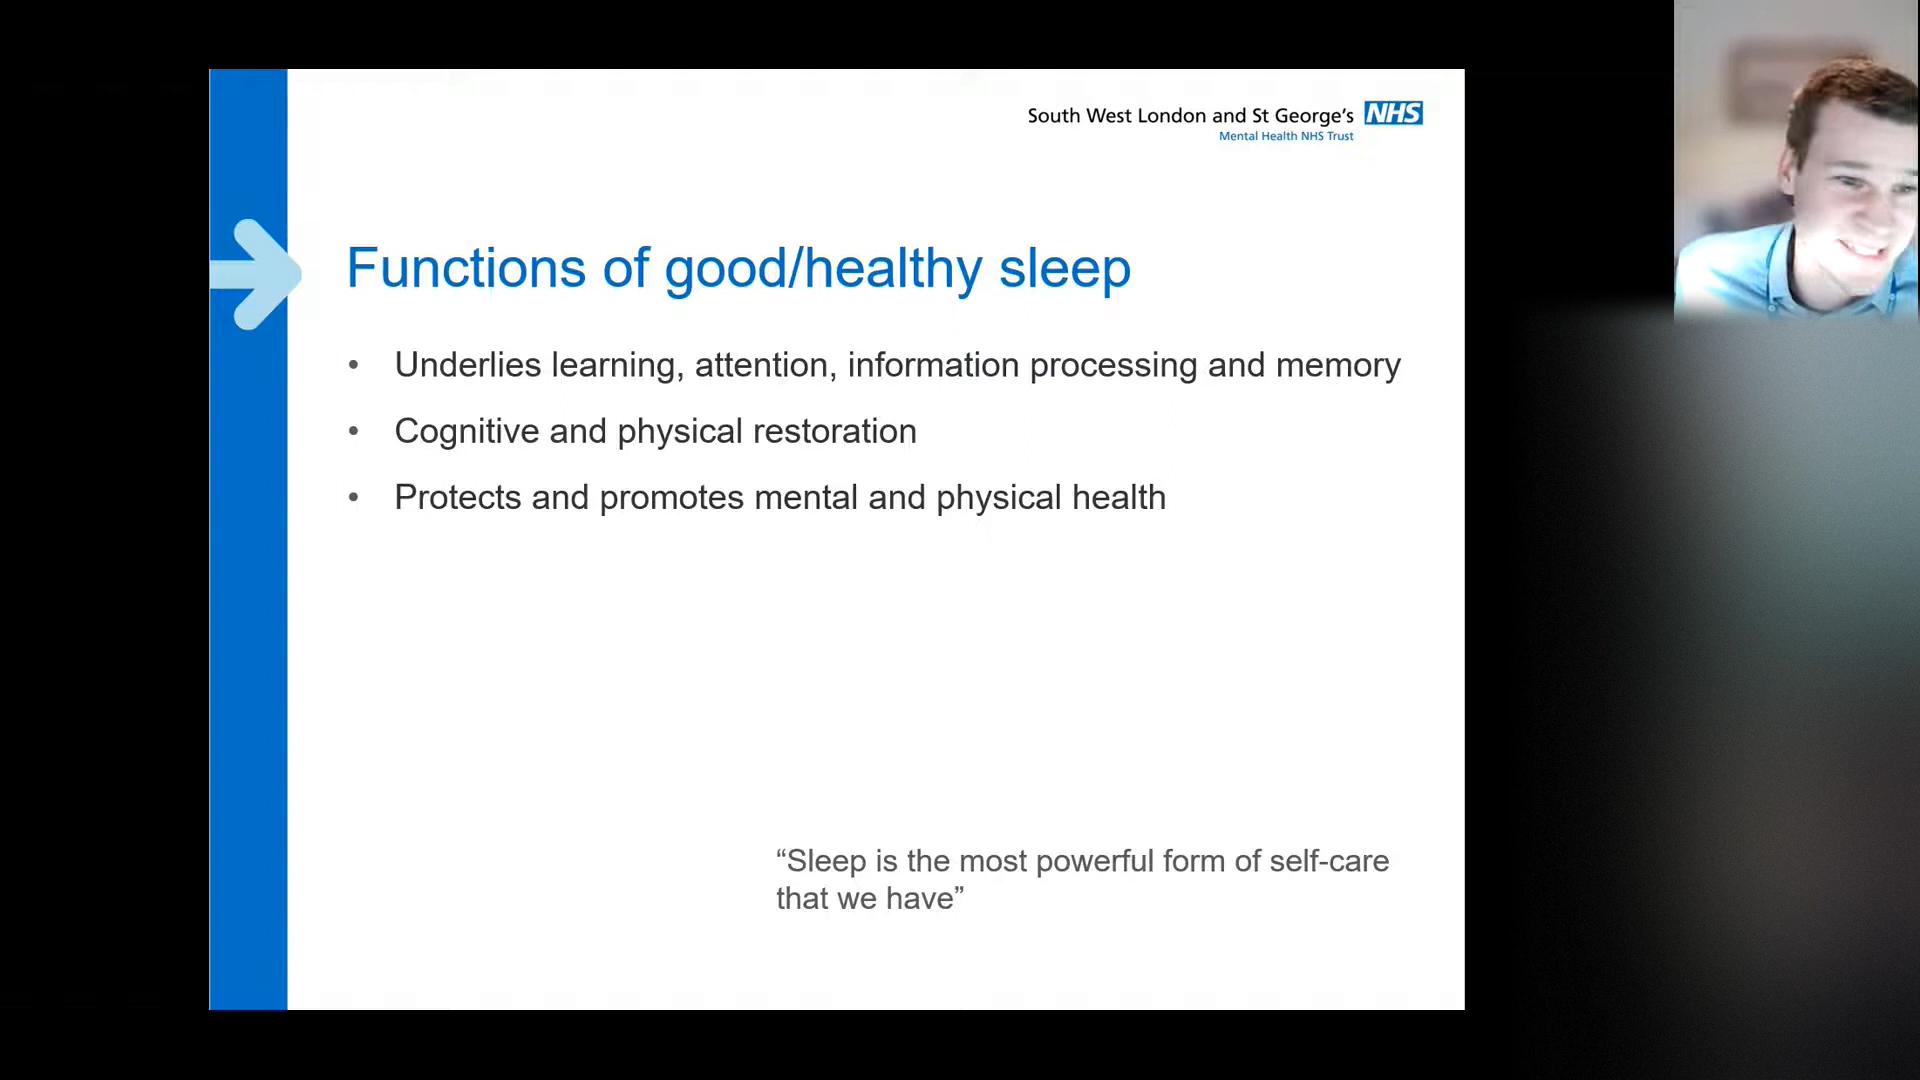 South West London and St George's NHS
Mental Health NHS Trust
Functions of good/healthy sleep
• Underlies learning, attention, information processing and memory
• Cognitive and physical restoration
• Protects and promotes mental and physical health
“Sleep is the most powerful form of self-care
that we have”